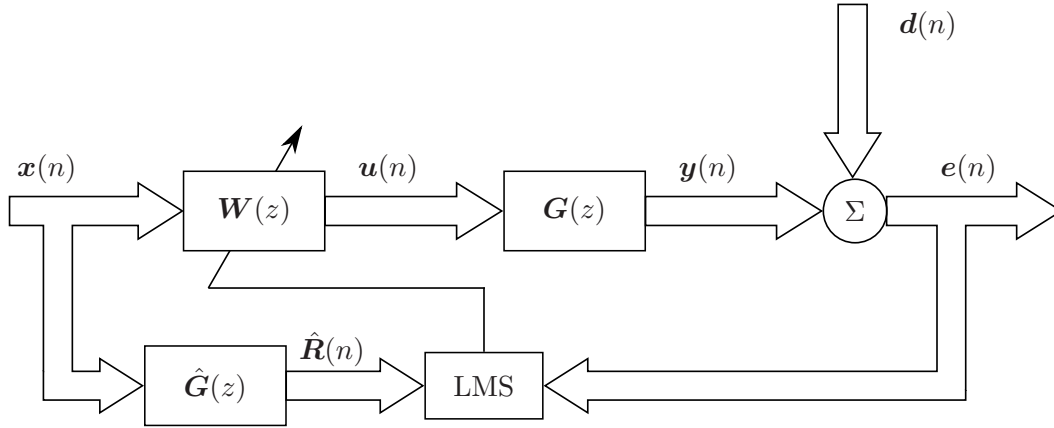 d(n)
x(n)
u(n)
y(n)
e(n)
W(z)
G(z)
Σ
R̂(n)
Ĝ(z)
LMS